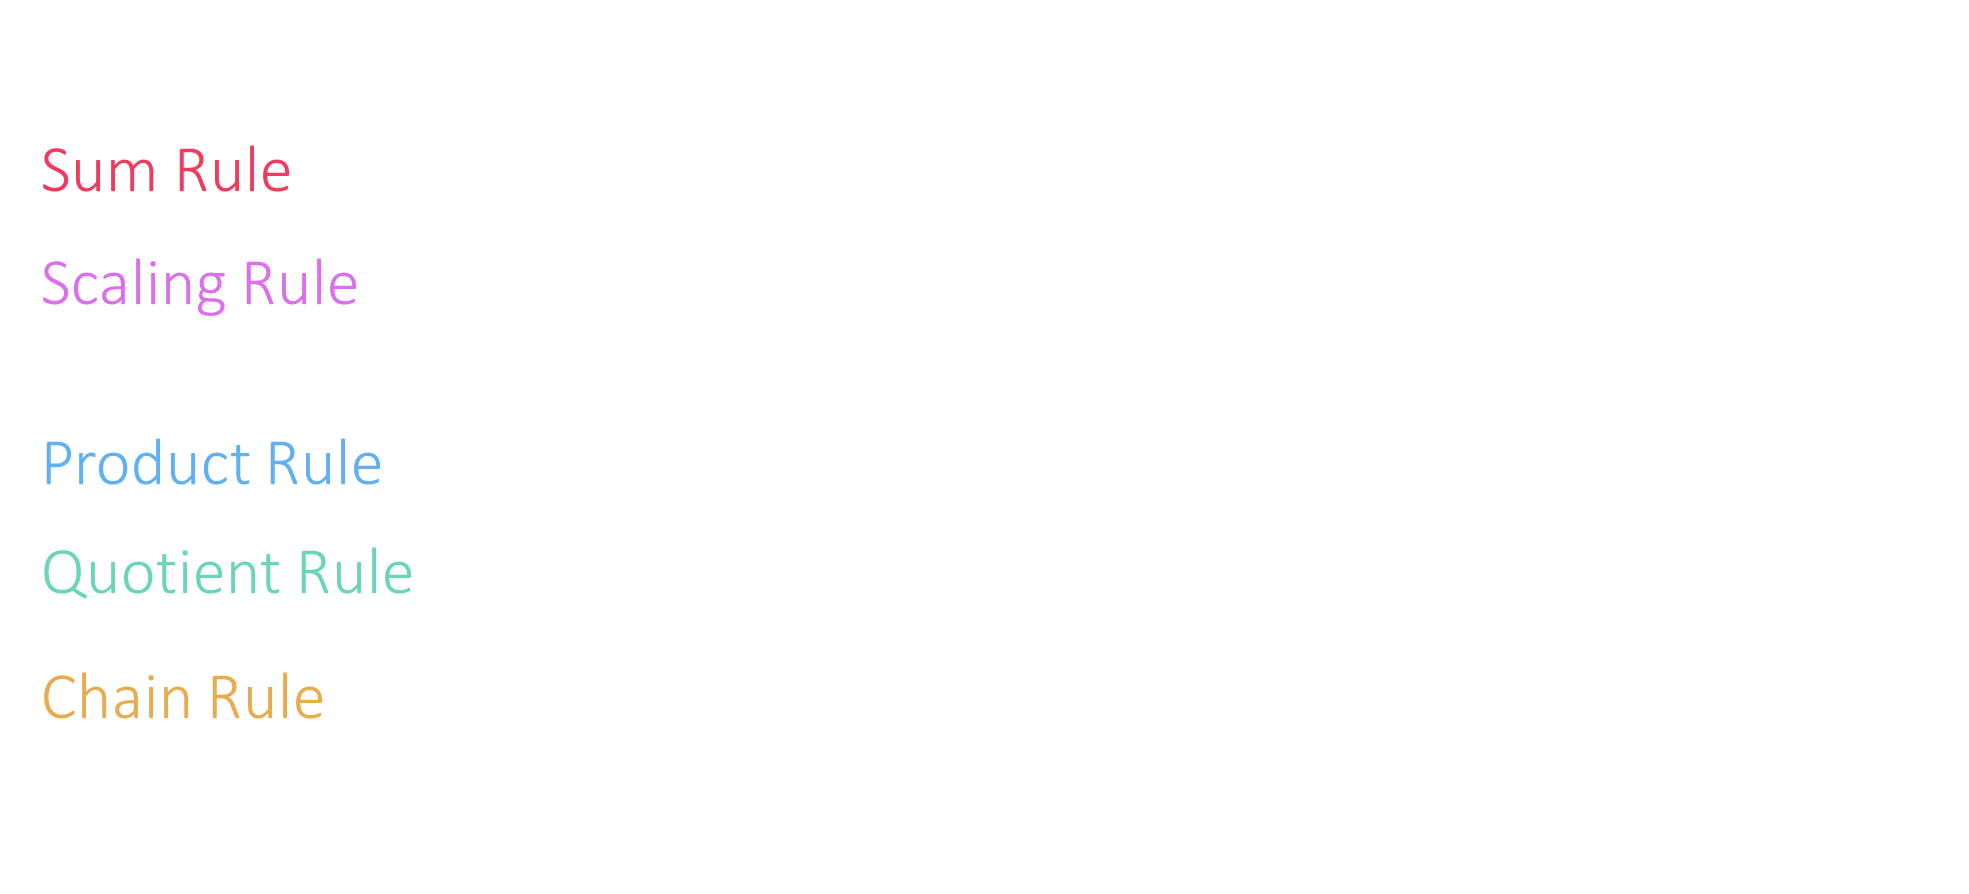 Sum Rule
Scaling Rule
Product Rule
Quotient Rule
Chain Rule